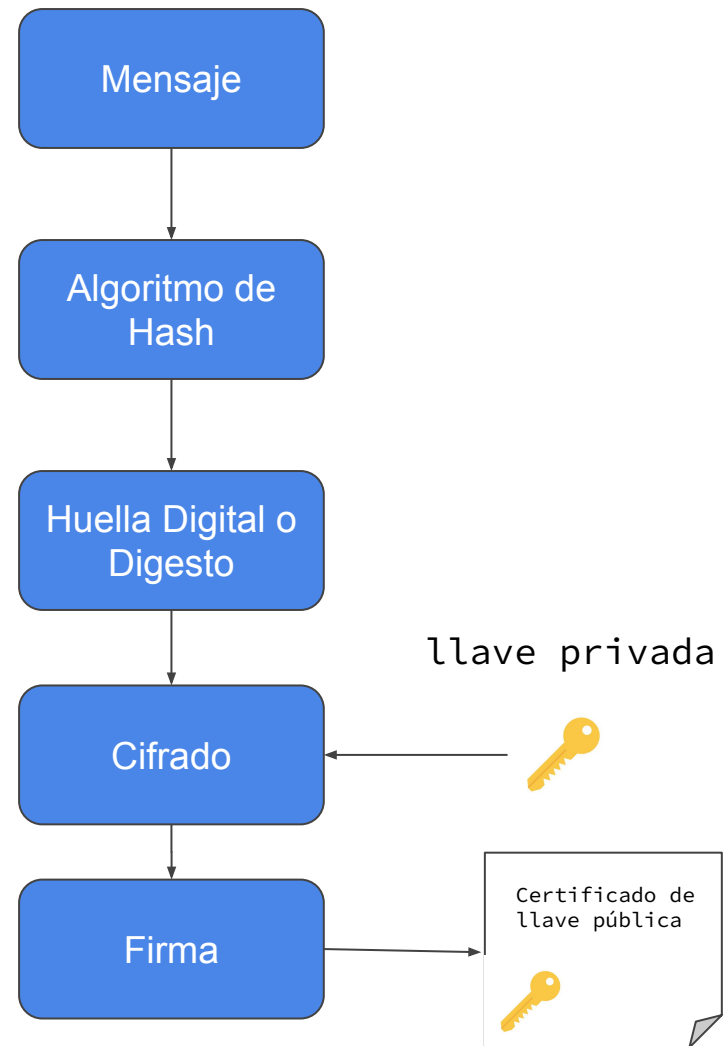 Mensaje
Algoritmo de
Hash
Huella Digital o
Digesto
llave privada
Cifrado
Certificado de
llave pública
Firma